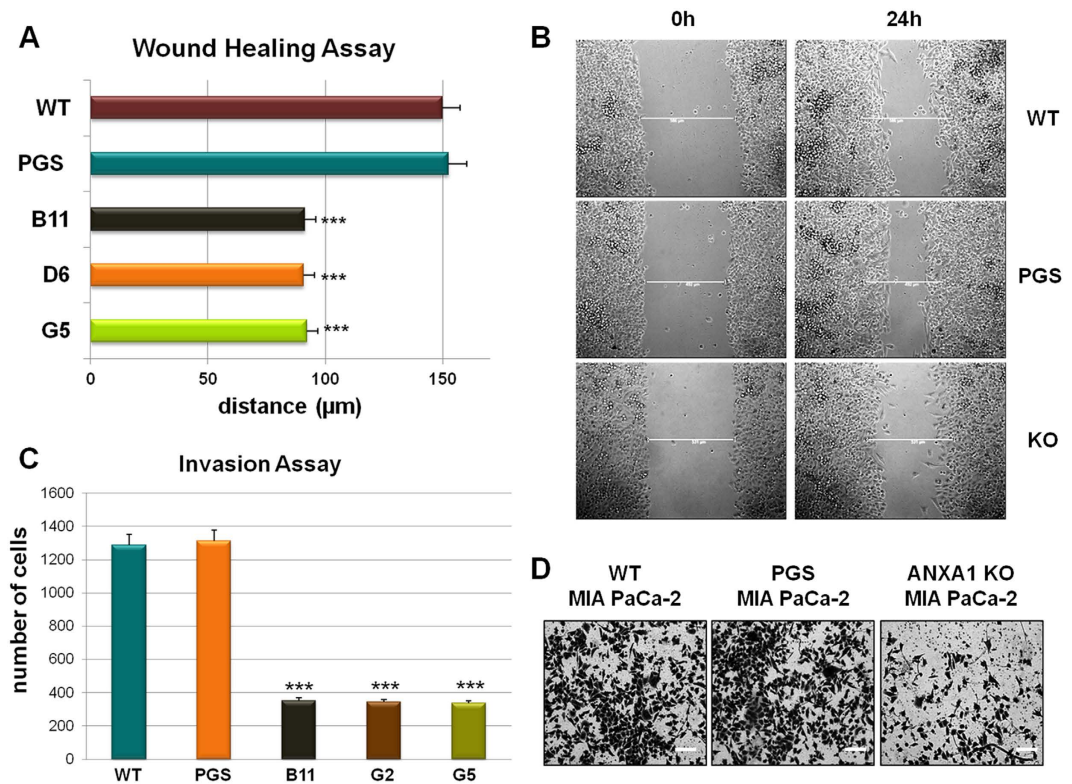 A
Wound Healing Assay
WT
PGS
B11 ***
D6 ***
G5 ***
0 50 100 150
distance (µm)
B
0h 24h
WT
PGS
KO
C
Invasion Assay
number of cells
1600
1400
1200
1000
800
600
400
200
0
*** *** ***
WT PGS B11 G2 G5
D
WT
MIA PaCa-2
PGS
MIA PaCa-2
ANXA1 KO
MIA PaCa-2